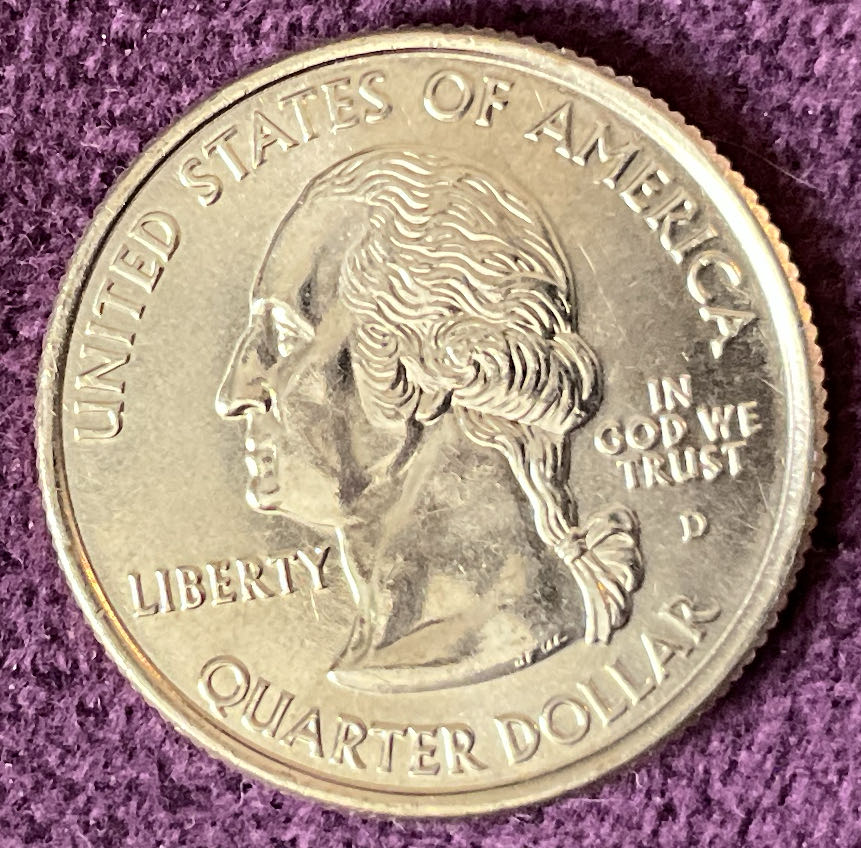 UNITED STATES OF AMERICA
LIBERTY
IN
GOD WE
TRUST
D
QUARTER DOLLAR